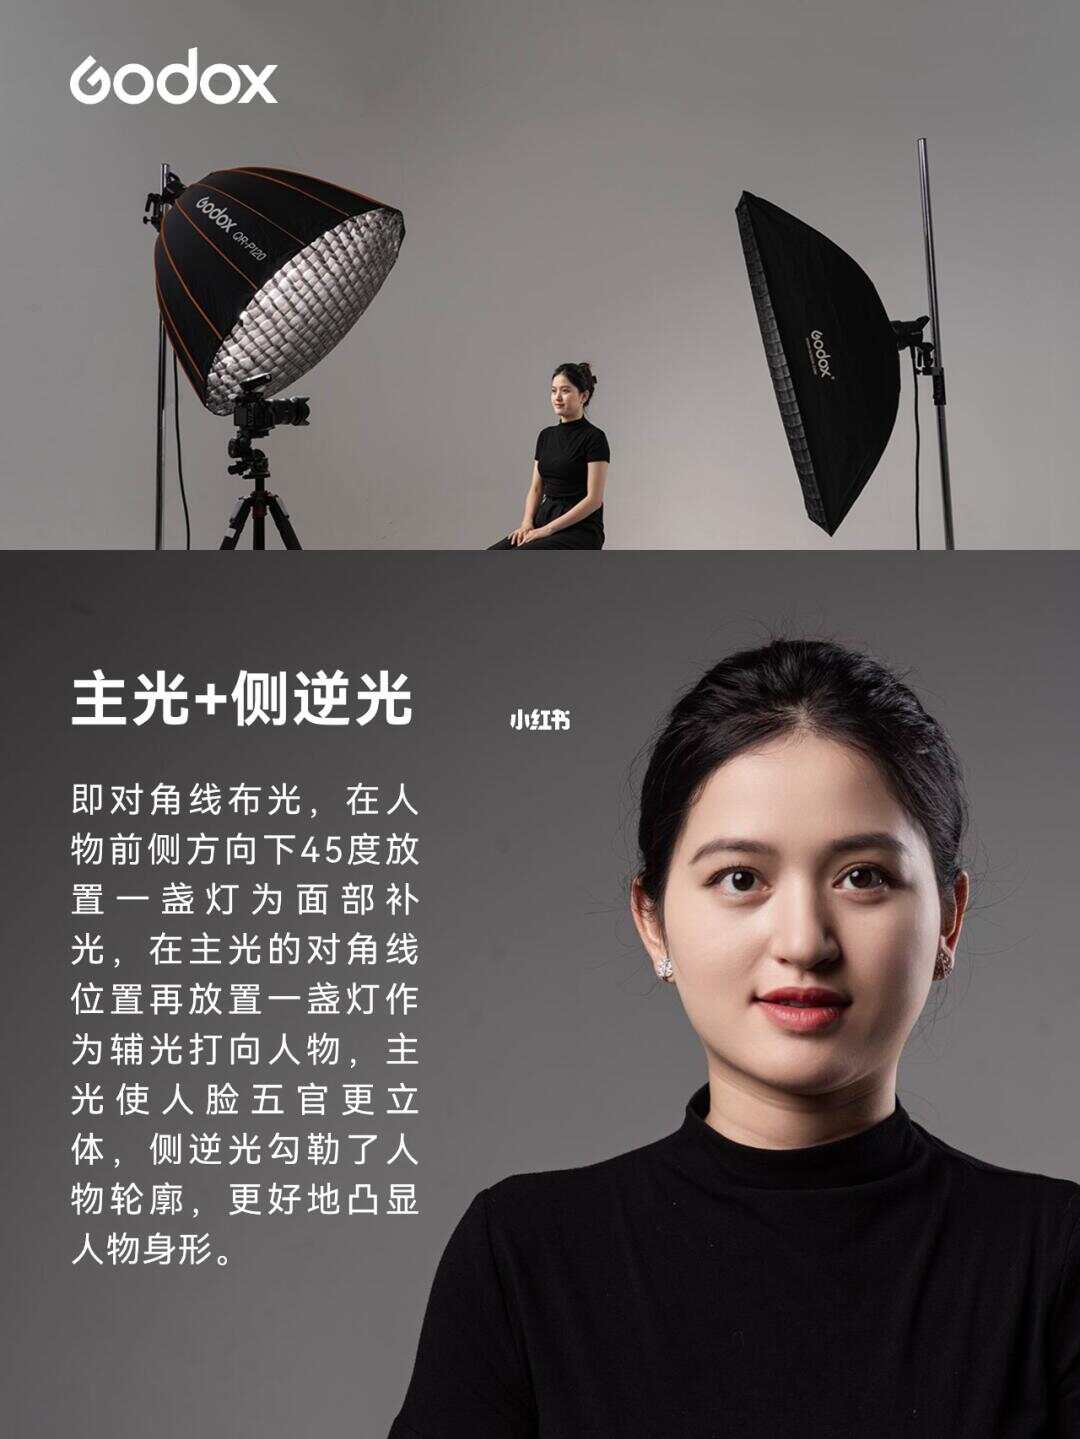 Godox
Godox QR-P120
Godox
主光+侧逆光
小红书
即对角线布光，在人
物前侧方向下45度放
置一盏灯为面部补
光，在主光的对角线
位置再放置一盏灯作
为辅光打向人物，主
光使人脸五官更立
体，侧逆光勾勒了人
物轮廓，更好地凸显
人物身形。